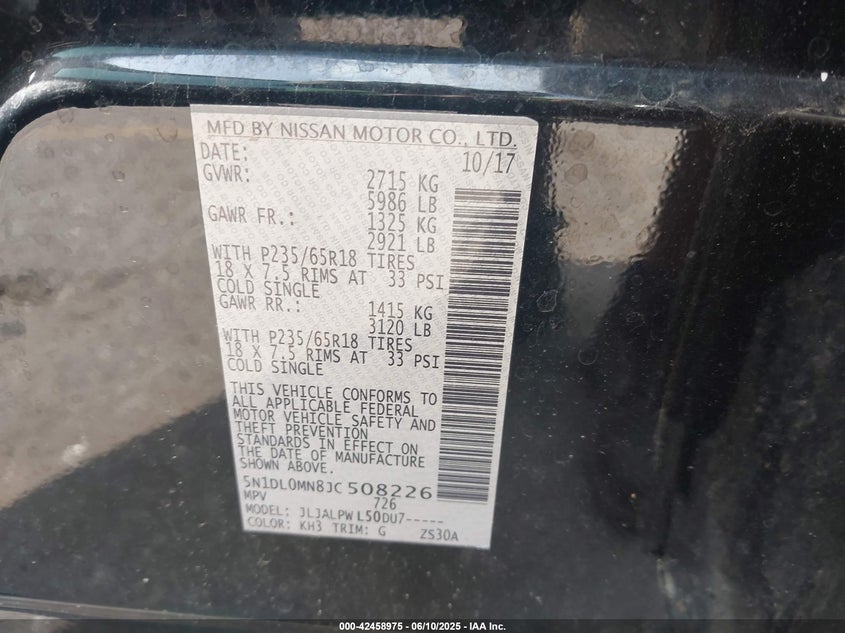 MFD BY NISSAN MOTOR CO., LTD.
DATE: 10/17
GVWR: 2715 KG
5986 LB
GAWR FR.: 1325 KG
2921 LB
WITH P235/65R18 TIRES
18 X 7.5 RIMS AT 33 PSI
COLD SINGLE
GAWR RR.: 1415 KG
3120 LB
WITH P235/65R18 TIRES
18 X 7.5 RIMS AT 33 PSI
COLD SINGLE
THIS VEHICLE CONFORMS TO
ALL APPLICABLE FEDERAL
MOTOR VEHICLE SAFETY AND
THEFT PREVENTION
STANDARDS IN EFFECT ON
THE DATE OF MANUFACTURE
SHOWN ABOVE.
5N1DL0MN8JC508226
MPV 726
MODEL: JLJALPWL50DU7-----
COLOR: KH3 TRIM: G ZS30A
000-42458975 - 06/10/2025 - IAA Inc.